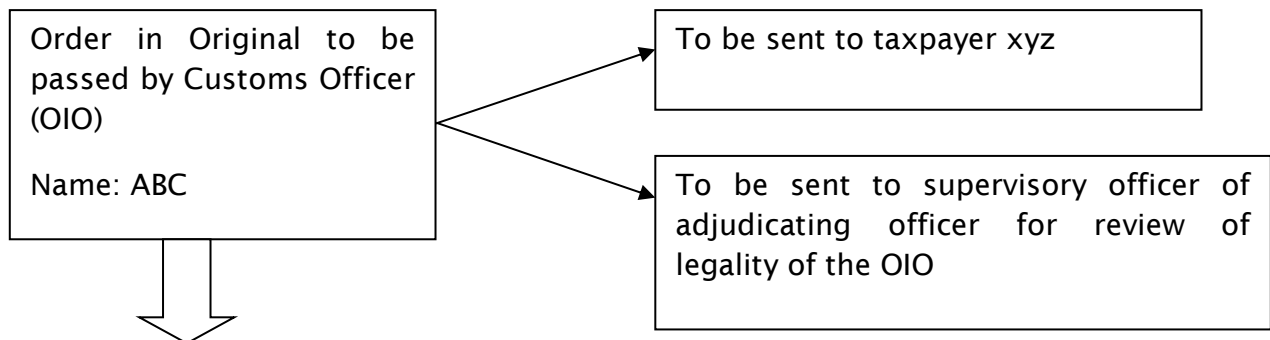 Order in Original to be
passed by Customs Officer
(OIO)
Name: ABC
To be sent to taxpayer xyz
To be sent to supervisory officer of
adjudicating officer for review of
legality of the OIO